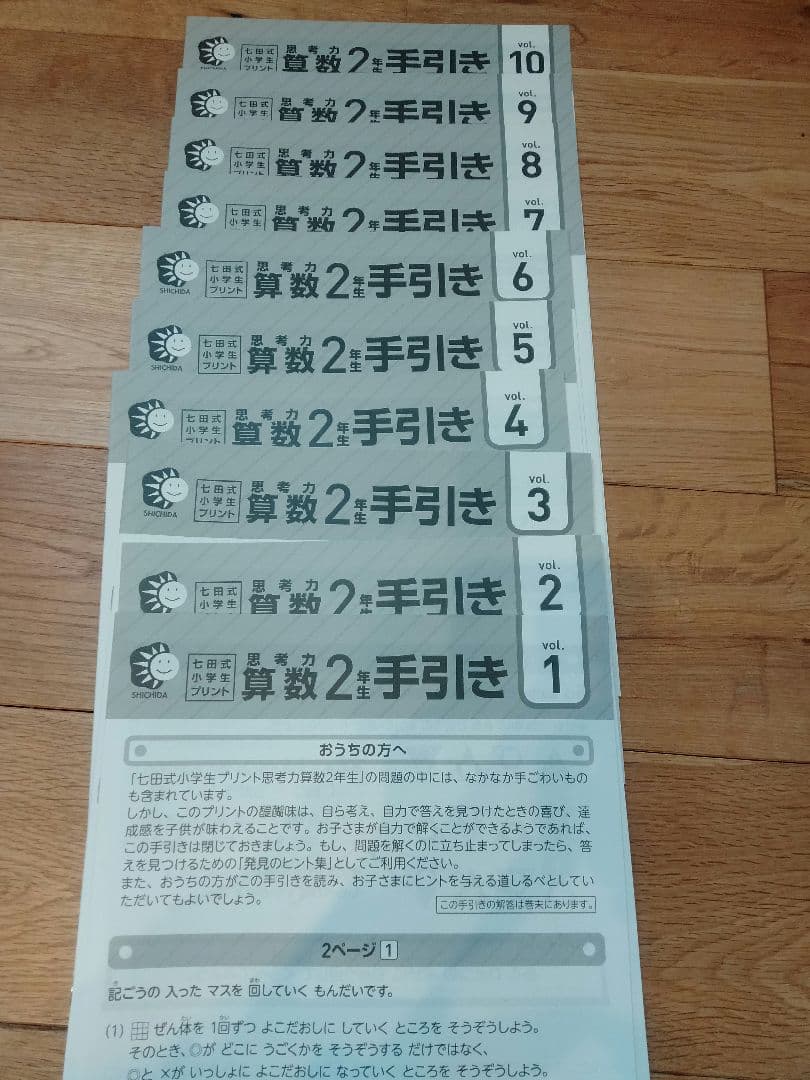 SHICHIDA 七田式 小学生 プリント 思考力 算数2年生 手引き vol. 10
七田式 小学生 思考力 算数2年生 手引き vol. 9
七田式 小学生 思考力 算数2年生 手引き vol. 8
七田式 小学生 思考力 算数2年 手引き vol. 7
SHICHIDA 七田式 小学生 プリント 思考力 算数2年生 手引き vol. 6
SHICHIDA 七田式 小学生 プリント 思考力 算数2年生 手引き vol. 5
七田式 小学生 プリント 思考力 算数2年生 手引き vol. 4
SHICHIDA 七田式 小学生 プリント 思考力 算数2年生 手引き vol. 3
七田式 小学生 思考力 算数2年生 手引き vol. 2
SHICHIDA 七田式 小学生 プリント 思考力 算数2年生 手引き vol. 1
おうちの方へ
「七田式小学生プリント思考力算数2年生」の問題の中には、なかなか手ごわいもの
も含まれています。
しかし、このプリントの醍醐味は、自ら考え、自力で答えを見つけたときの喜び、達
成感を子供が味わえることです。お子さまが自力で解くことができるようであれば、
この手引きは閉じておきましょう。もし、問題を解くのに立ち止まってしまったら、答
えを見つけるための「発見のヒント集」としてご利用ください。
また、おうちの方がこの手引きを読み、お子さまにヒントを与える道しるべとしてい
ただいてもよいでしょう。
この手引きの解答は巻末にあります。
2ページ 1
記ごうの 入った マスを 回していく もんだいです。
(1) ぜん体を 1回ずつ よこだおしに していく ところを そうぞうしよう。
そのとき、◎が どこに うごくかを そうぞうする だけではなく、
◎と ×が いっしょに よこだおしに なっていく ところを そうぞうしよう。